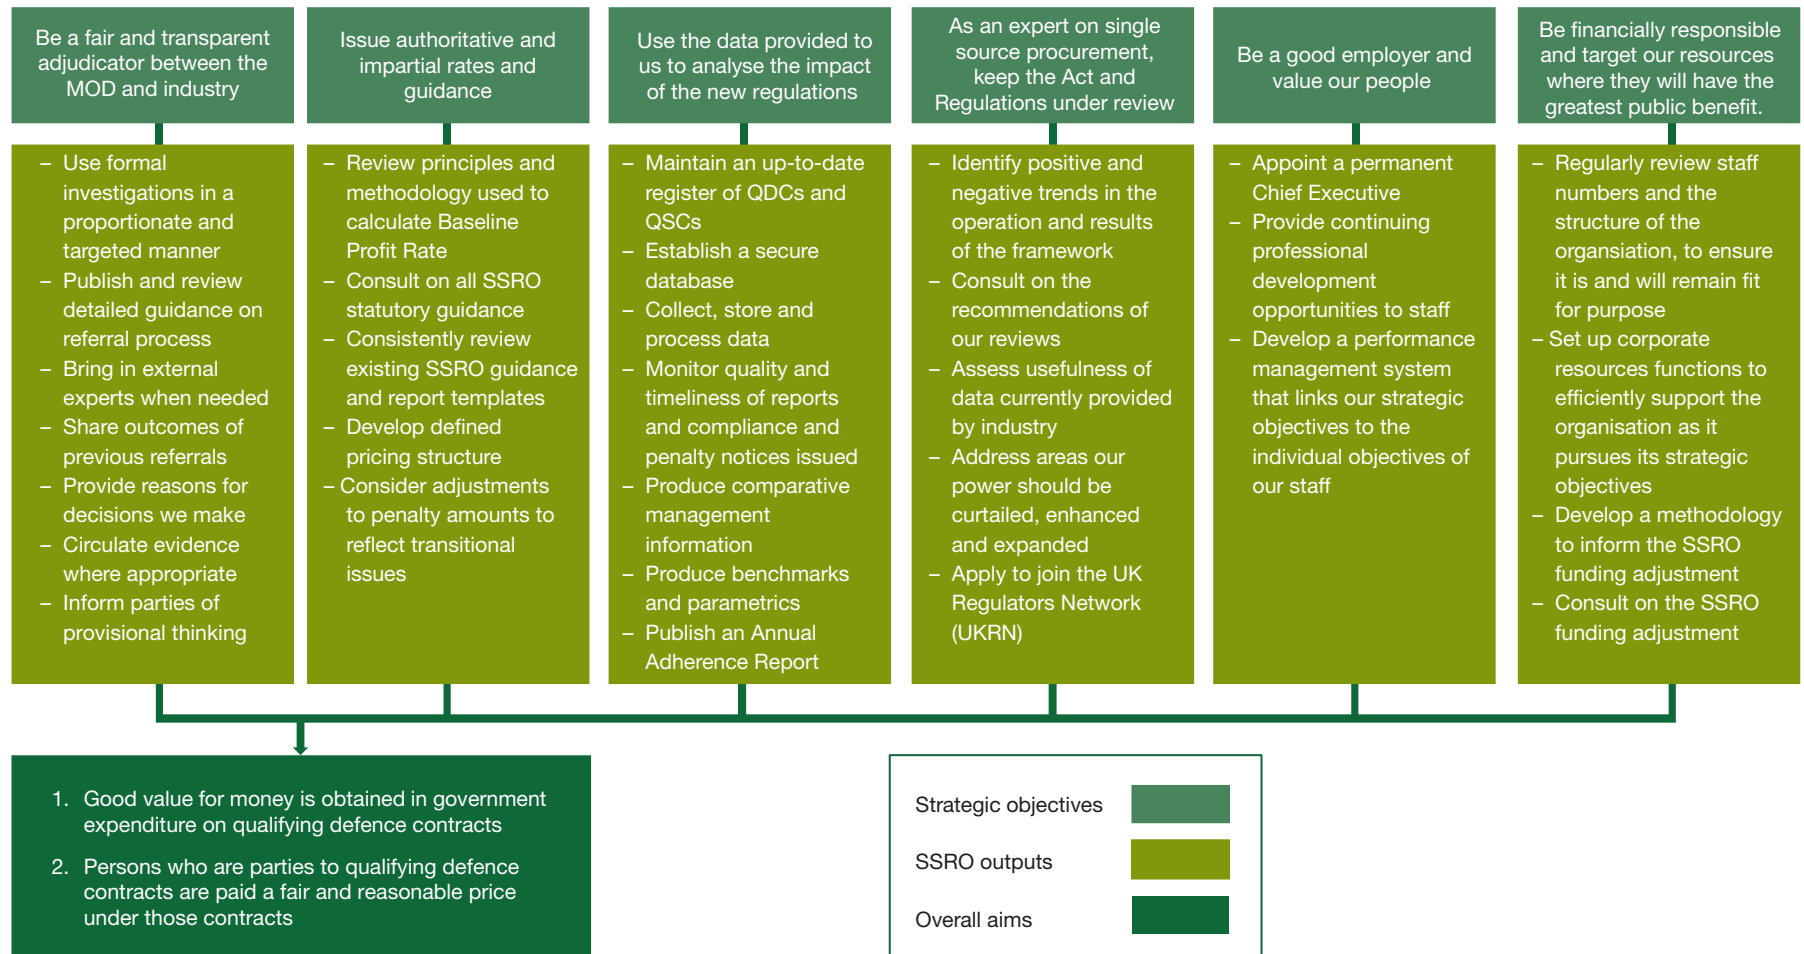 Be a fair and transparent
adjudicator between the
MOD and industry
Issue authoritative and
impartial rates and
guidance
Use the data provided to
us to analyse the impact
of the new regulations
As an expert on single
source procurement,
keep the Act and
Regulations under review
Be a good employer and
value our people
Be financially responsible
and target our resources
where they will have the
greatest public benefit.
– Use formal
investigations in a
proportionate and
targeted manner
– Publish and review
detailed guidance on
referral process
– Bring in external
experts when needed
– Share outcomes of
previous referrals
– Provide reasons for
decisions we make
– Circulate evidence
where appropriate
– Inform parties of
provisional thinking
– Review principles and
methodology used to
calculate Baseline
Profit Rate
– Consult on all SSRO
statutory guidance
– Consistently review
existing SSRO guidance
and report templates
– Develop defined
pricing structure
– Consider adjustments
to penalty amounts to
reflect transitional
issues
– Maintain an up-to-date
register of QDCs and
QSCs
– Establish a secure
database
– Collect, store and
process data
– Monitor quality and
timeliness of reports
and compliance and
penalty notices issued
– Produce comparative
management
information
– Produce benchmarks
and parametrics
– Publish an Annual
Adherence Report
– Identify positive and
negative trends in the
operation and results
of the framework
– Consult on the
recommendations of
our reviews
– Assess usefulness of
data currently provided
by industry
– Address areas our
power should be
curtailed, enhanced
and expanded
– Apply to join the UK
Regulators Network
(UKRN)
– Appoint a permanent
Chief Executive
– Provide continuing
professional
development
opportunities to staff
– Develop a performance
management system
that links our strategic
objectives to the
individual objectives of
our staff
– Regularly review staff
numbers and the
structure of the
organsiation, to ensure
it is and will remain fit
for purpose
– Set up corporate
resources functions to
efficiently support the
organisation as it
pursues its strategic
objectives
– Develop a methodology
to inform the SSRO
funding adjustment
– Consult on the SSRO
funding adjustment
1. Good value for money is obtained in government
expenditure on qualifying defence contracts
2. Persons who are parties to qualifying defence
contracts are paid a fair and reasonable price
under those contracts
Strategic objectives
SSRO outputs
Overall aims